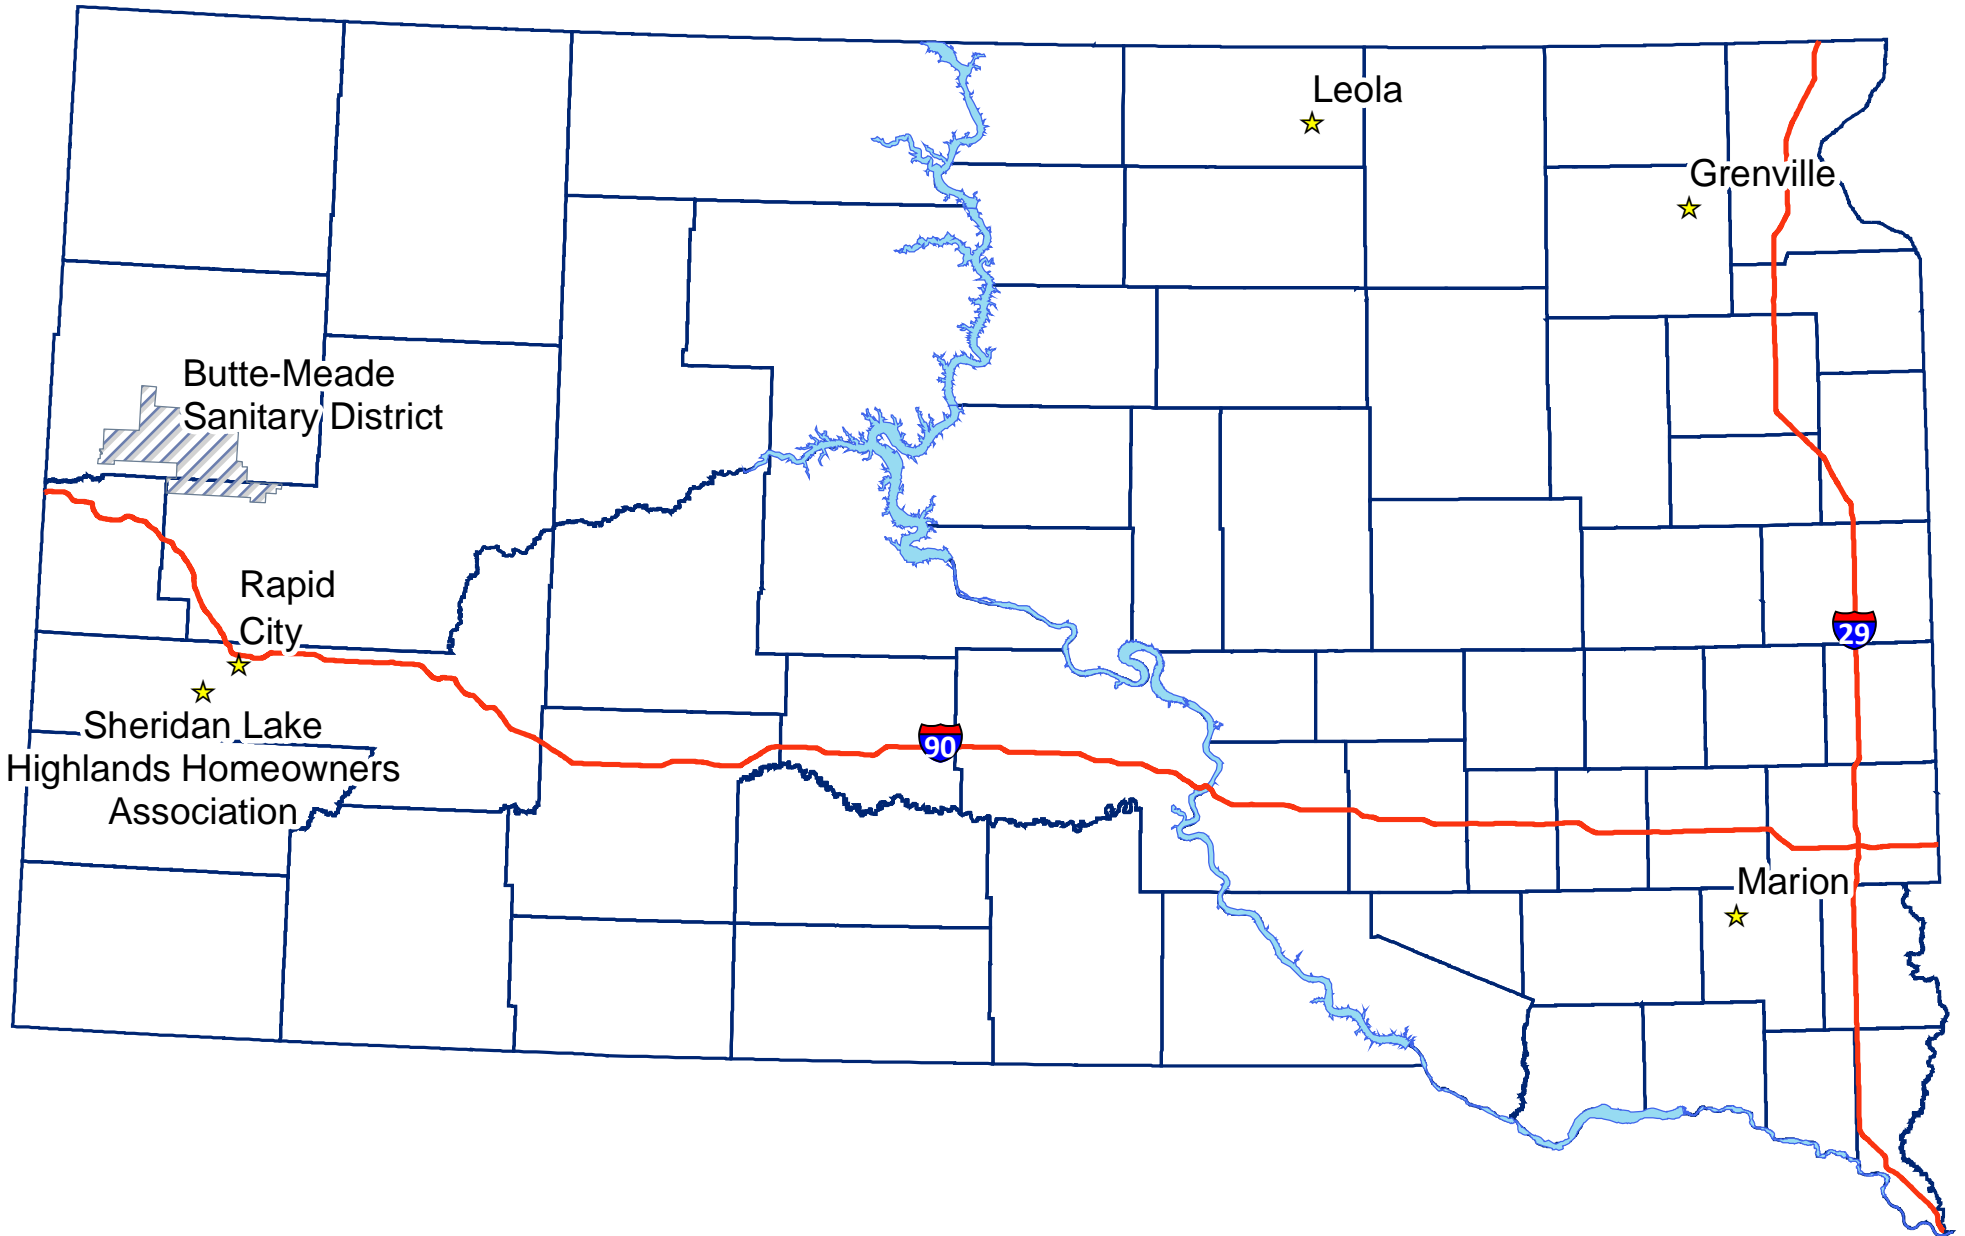 Leola
Grenville
Butte-Meade
Sanitary District
Rapid
City
29
Sheridan Lake
Highlands Homeowners
Association
90
Marion